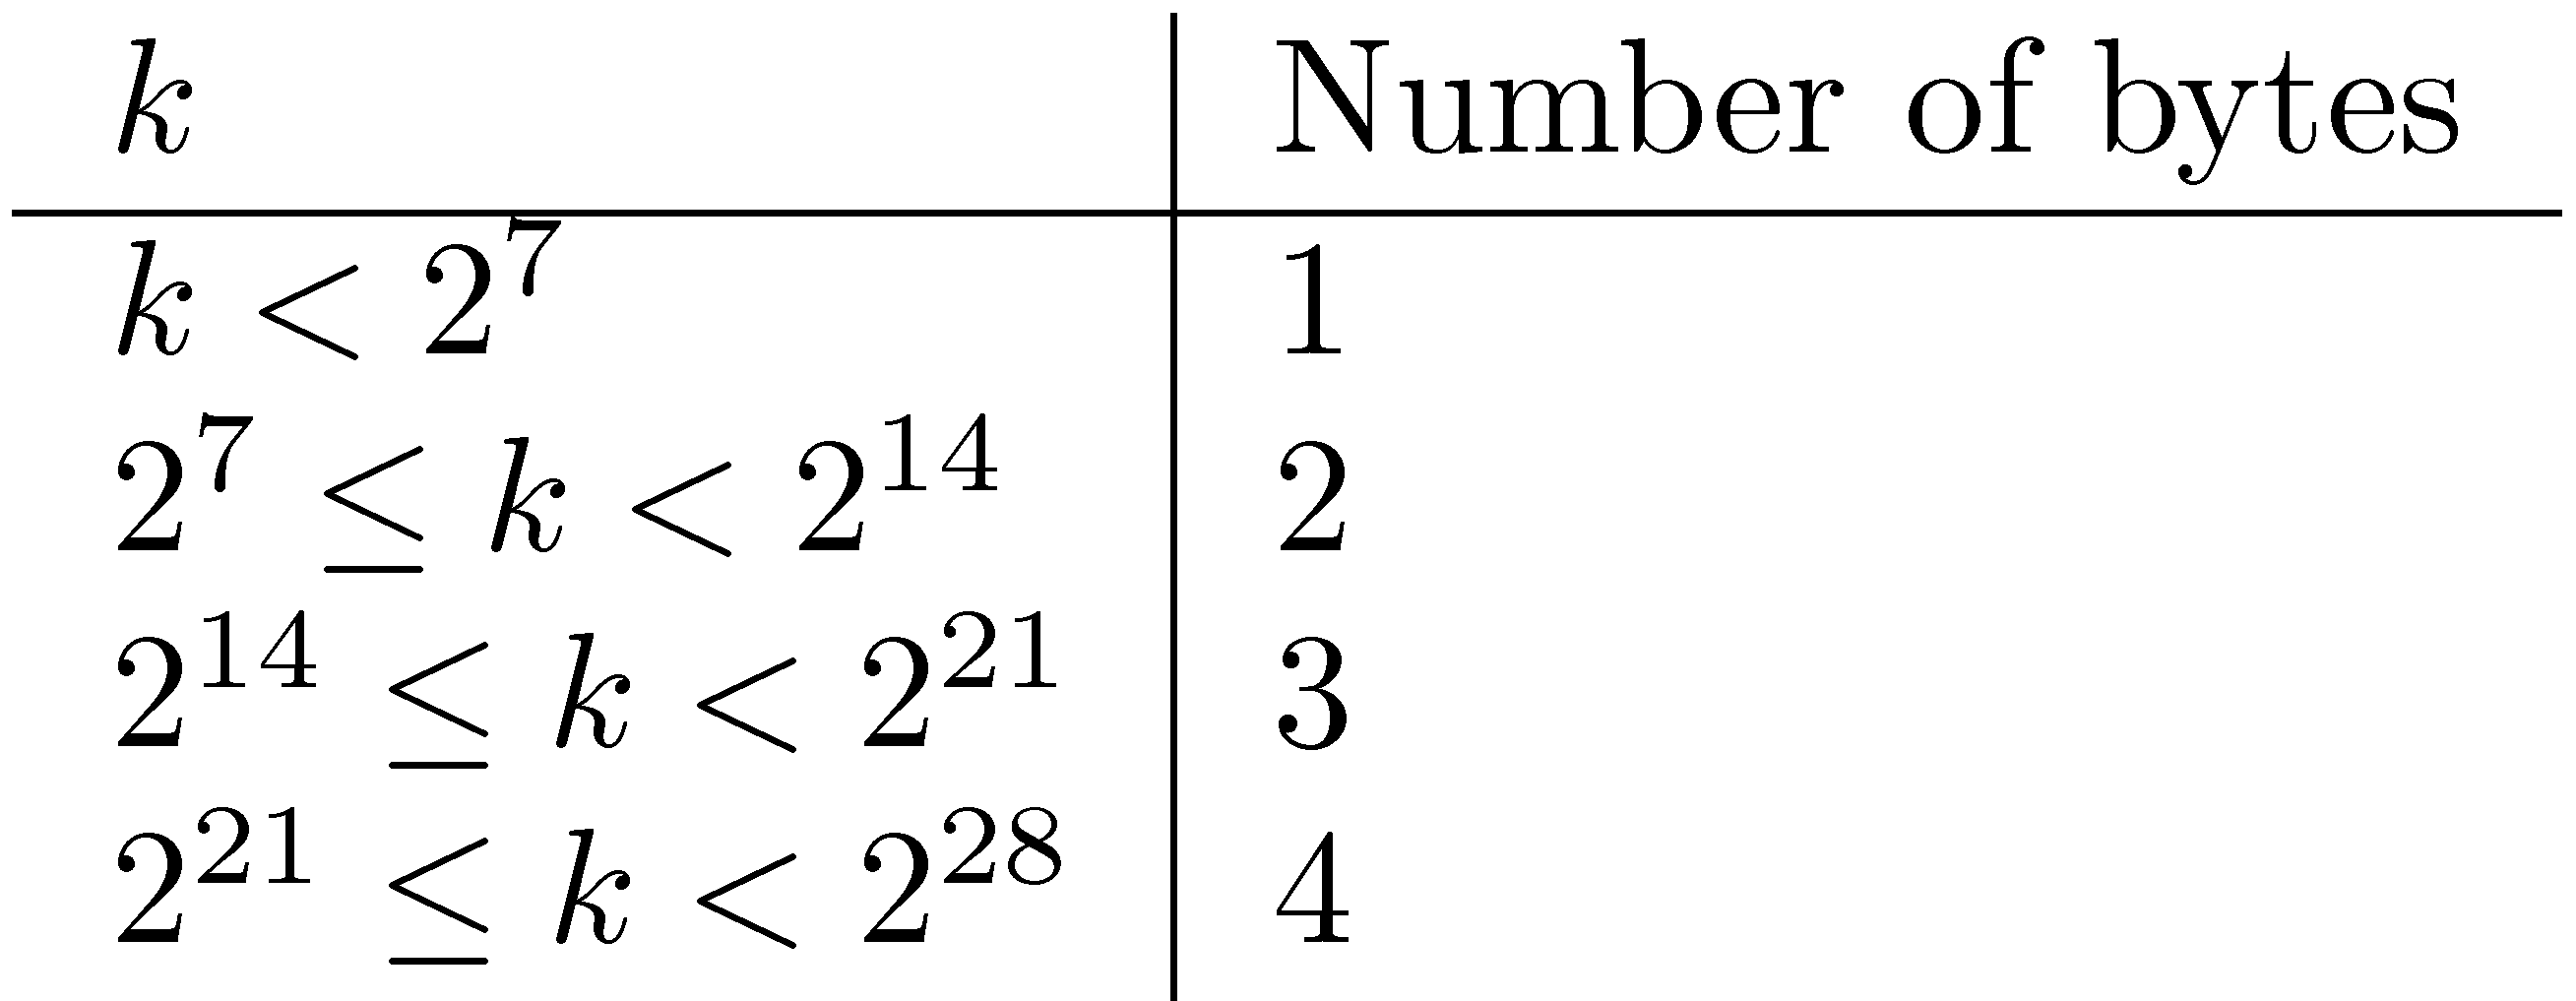 k Number of bytes
k < 2^7 1
2^7 ≤ k < 2^14 2
2^14 ≤ k < 2^21 3
2^21 ≤ k < 2^28 4